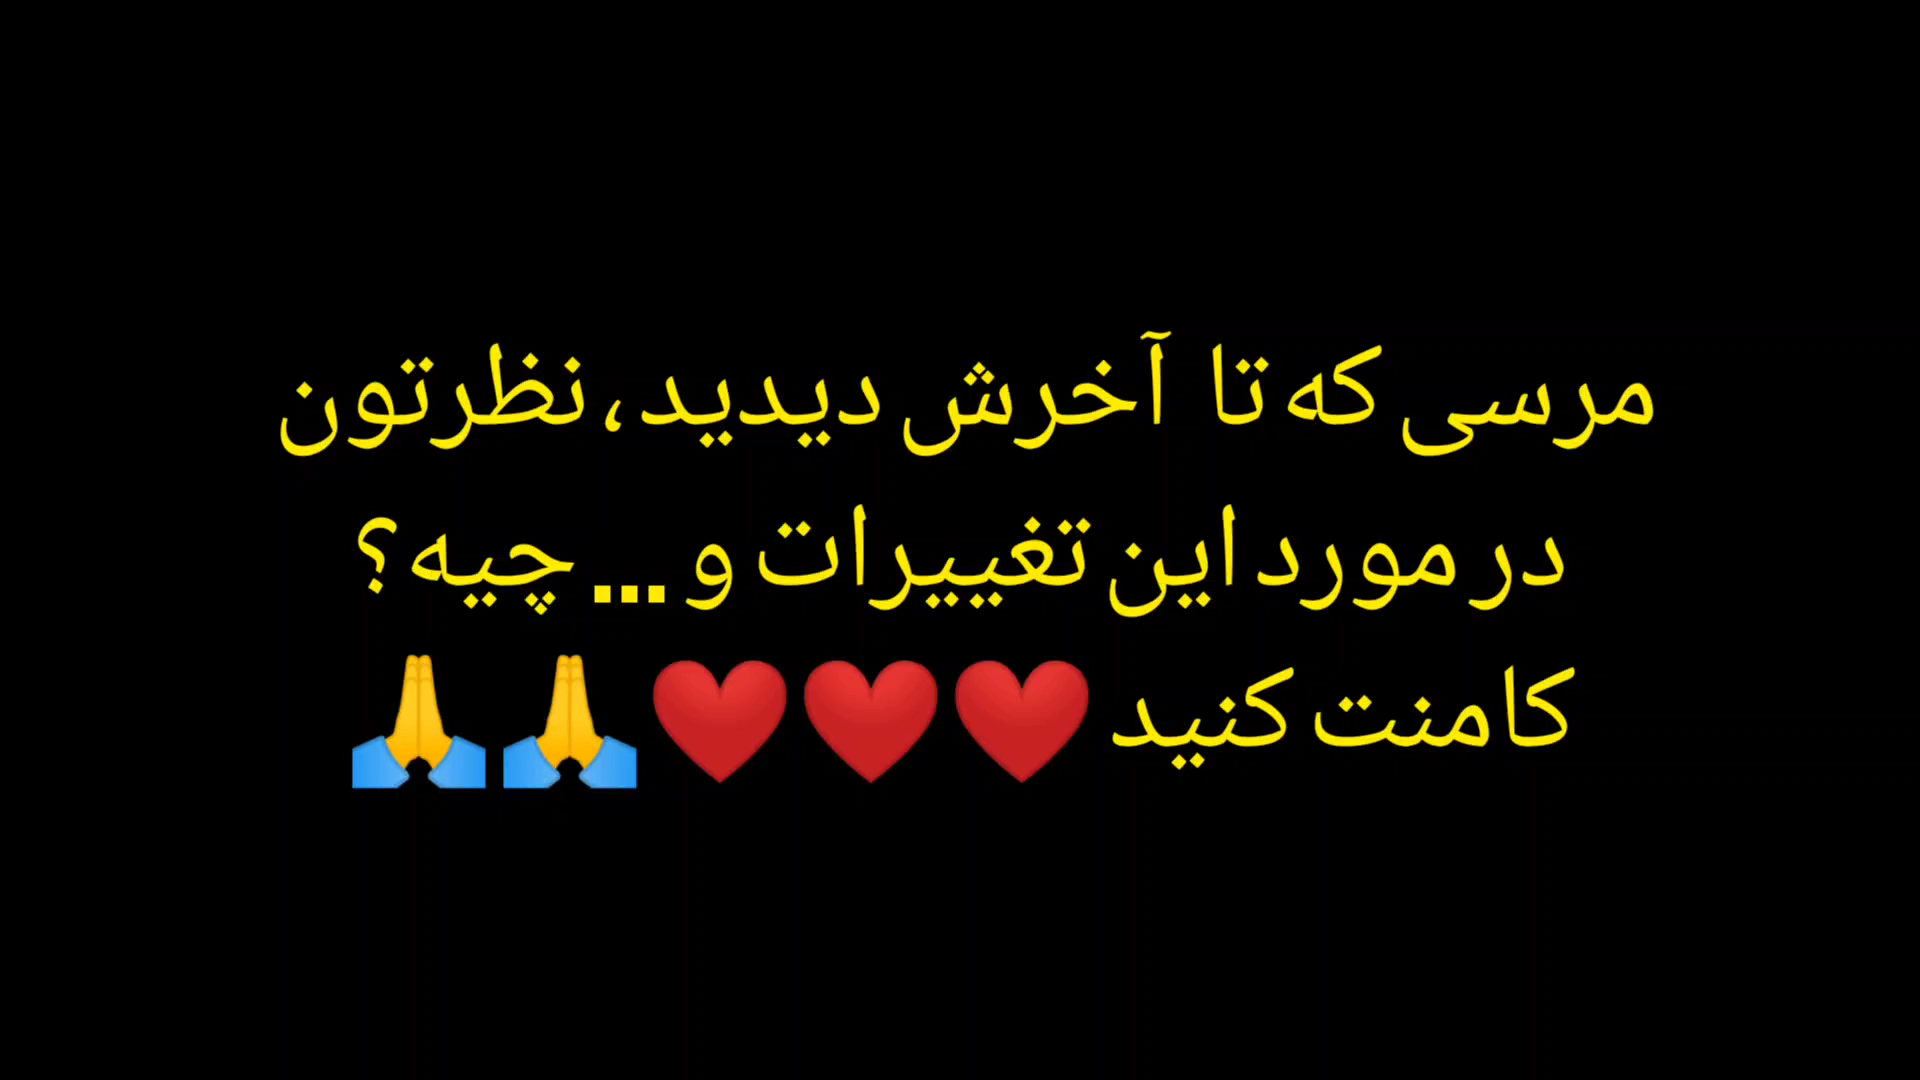 مرسی که تا آخرش دیدید، نظرتون
در مورد این تغییرات و ... چیه؟
کامنت کنید ❤️❤️❤️🙏🙏